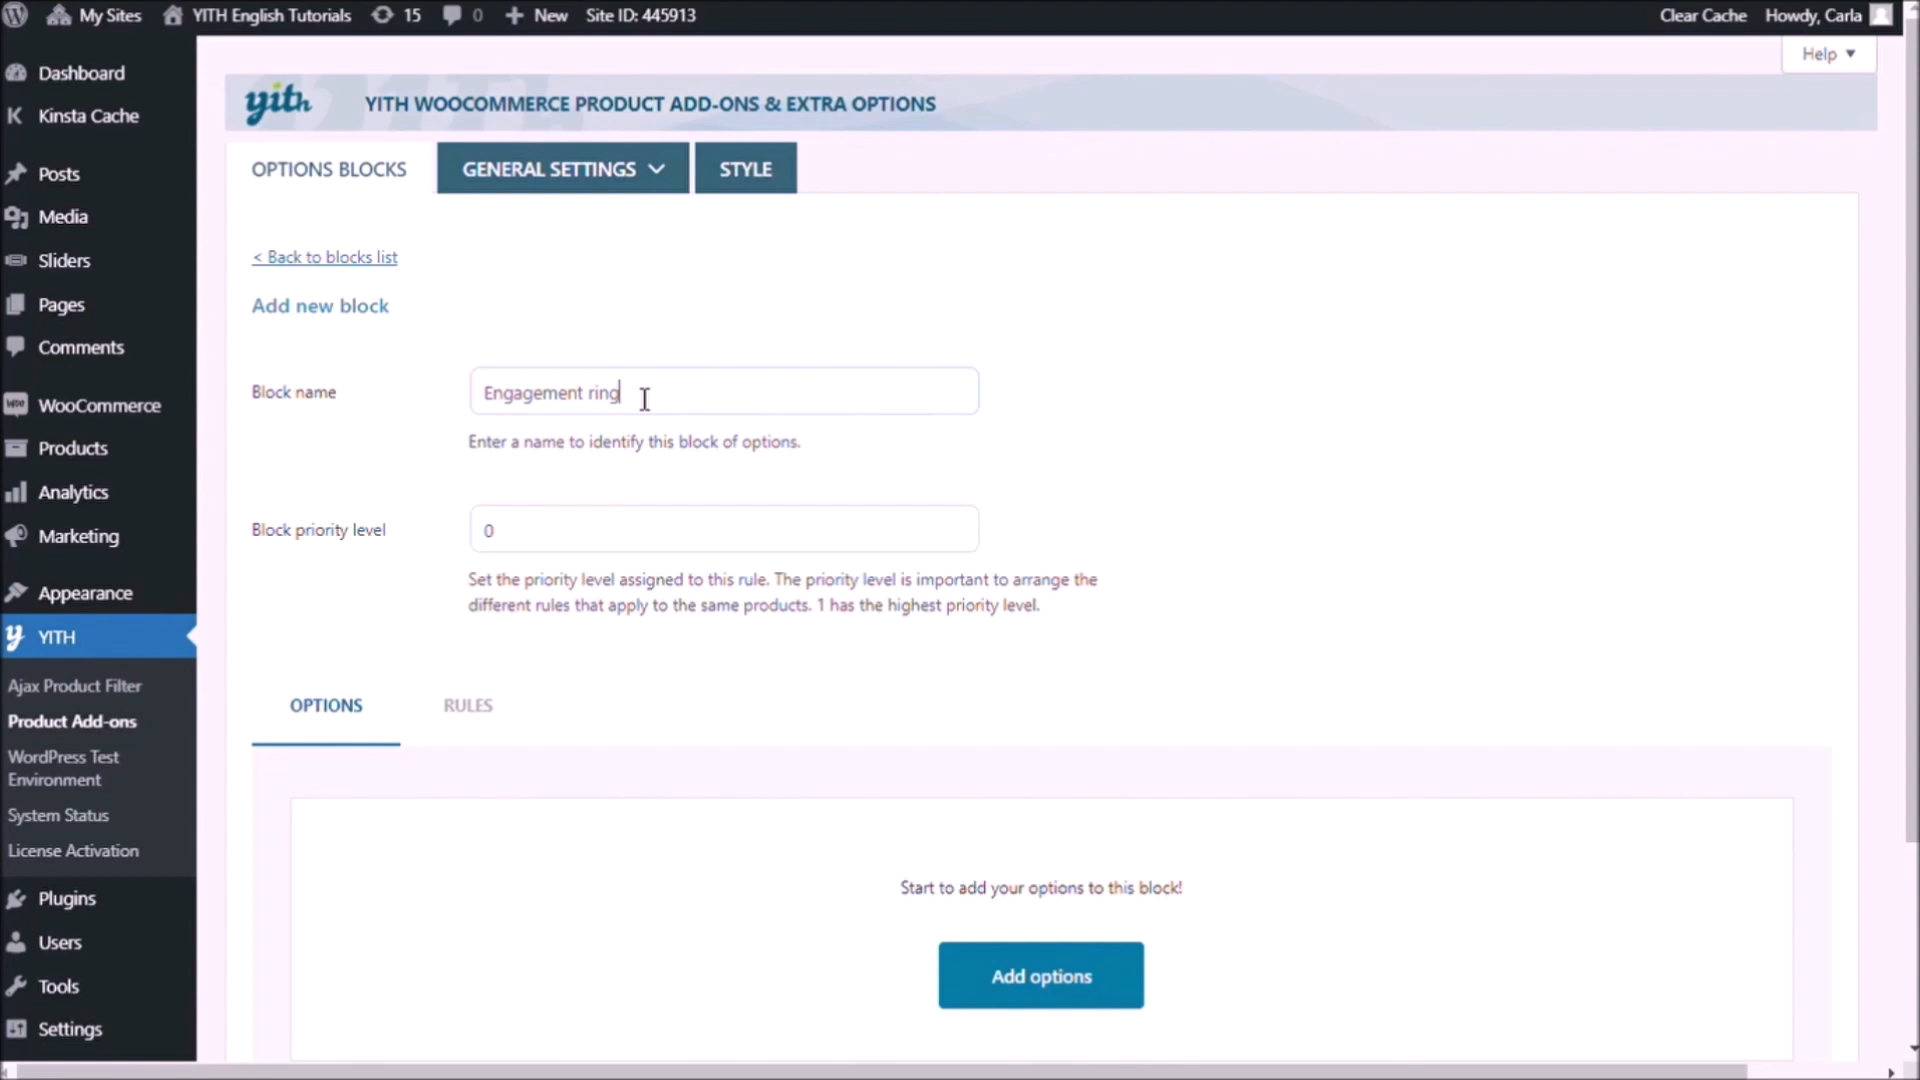 My Sites
YITH English Tutorials
15
0
New
Site ID: 445913
Clear Cache
Howdy, Carla
Help
Dashboard
Kinsta Cache
Posts
Media
Sliders
Pages
Comments
WooCommerce
Products
Analytics
Marketing
Appearance
YITH
Ajax Product Filter
Product Add-ons
WordPress Test
Environment
System Status
License Activation
Plugins
Users
Tools
Settings
yith
YITH WOOCOMMERCE PRODUCT ADD-ONS & EXTRA OPTIONS
OPTIONS BLOCKS
GENERAL SETTINGS
STYLE
< Back to blocks list
Add new block
Block name
Engagement ring
Enter a name to identify this block of options.
Block priority level
0
Set the priority level assigned to this rule. The priority level is important to arrange the
different rules that apply to the same products. 1 has the highest priority level.
OPTIONS
RULES
Start to add your options to this block!
Add options